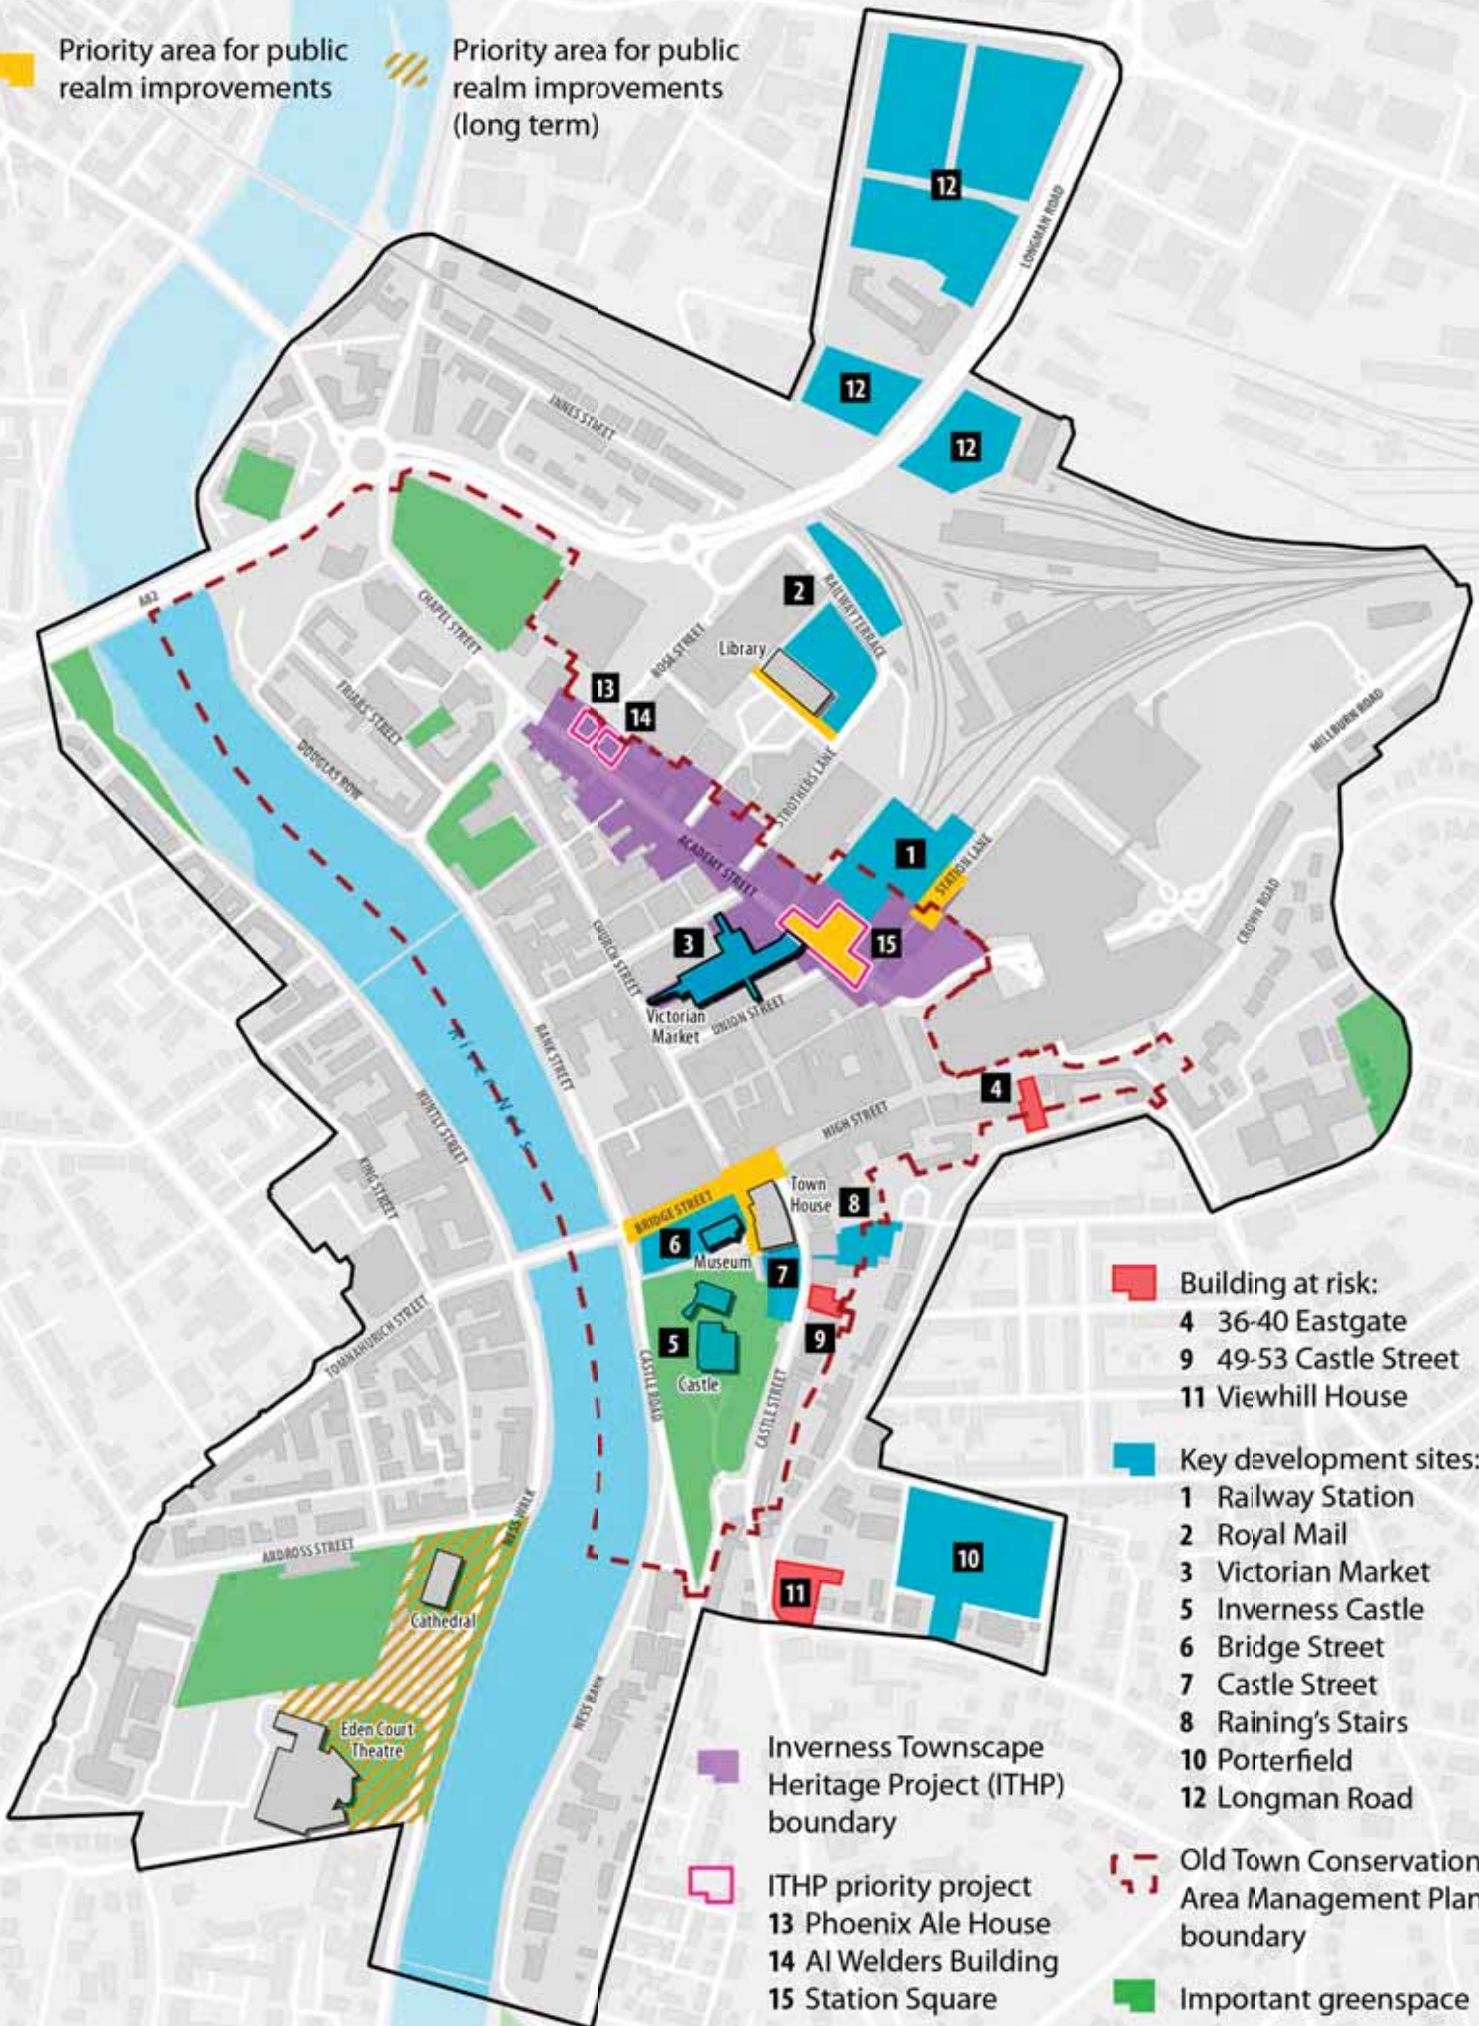 Priority area for public
realm improvements
Priority area for public
realm improvements
(long term)
12
LONGMAN ROAD
12
12
INNES STREET
A82
CHAPEL STREET
2
RAILWAY TERRACE
ROSE STREET
Library
13
14
FRIARS' STREET
DOUGLAS ROW
STROTHERS LANE
MILLBURN ROAD
ACADEMY STREET
1
STATION LANE
CROWN ROAD
3
15
CHURCH STREET
Victorian
Market
UNION STREET
BANK STREET
4
HIGH STREET
HUNTLY STREET
KING STREET
Town
House
8
BRIDGE STREET
6
Museum
7
9
5
Castle
TOMNAHURICH STREET
CASTLE ROAD
CASTLE STREET
NESS WALK
ARDROSS STREET
Cathedral
10
11
NESS BANK
Eden Court
Theatre
Building at risk:
4 36-40 Eastgate
9 49-53 Castle Street
11 Viewhill House
Key development sites:
1 Railway Station
2 Royal Mail
3 Victorian Market
5 Inverness Castle
6 Bridge Street
7 Castle Street
8 Raining's Stairs
10 Porterfield
12 Longman Road
Inverness Townscape
Heritage Project (ITHP)
boundary
ITHP priority project
13 Phoenix Ale House
14 AI Welders Building
15 Station Square
Old Town Conservation
Area Management Plan
boundary
Important greenspace